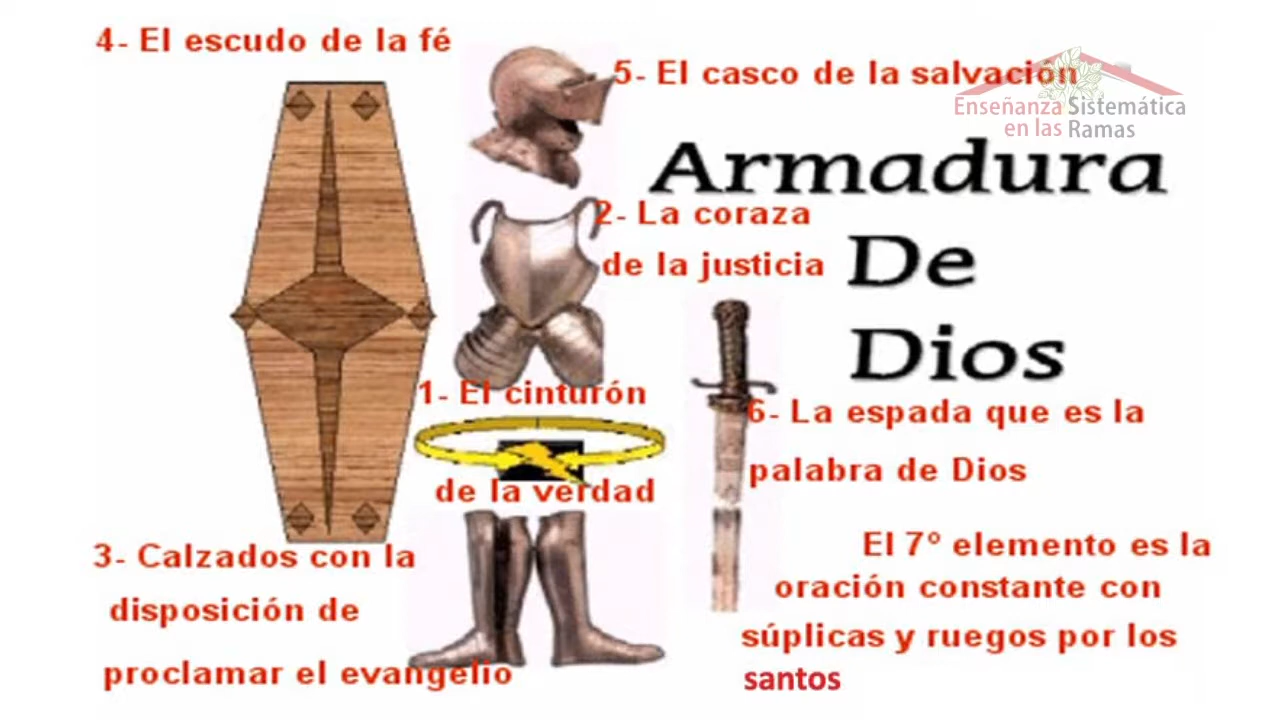 4- El escudo de la fé
5- El casco de la salvación
Enseñanza Sistemática
en las Ramas
Armadura
De
Dios
2- La coraza
de la justicia
1- El cinturón
de la verdad
6- La espada que es la
palabra de Dios
3- Calzados con la
disposición de
proclamar el evangelio
El 7º elemento es la
oración constante con
súplicas y ruegos por los
santos